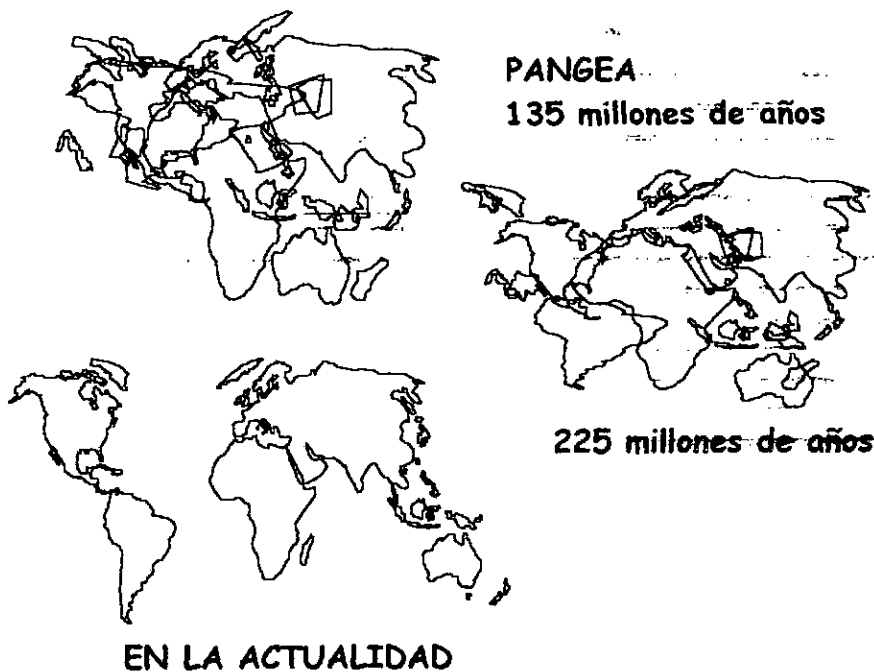 PANGEA
135 millones de años
225 millones de años
EN LA ACTUALIDAD